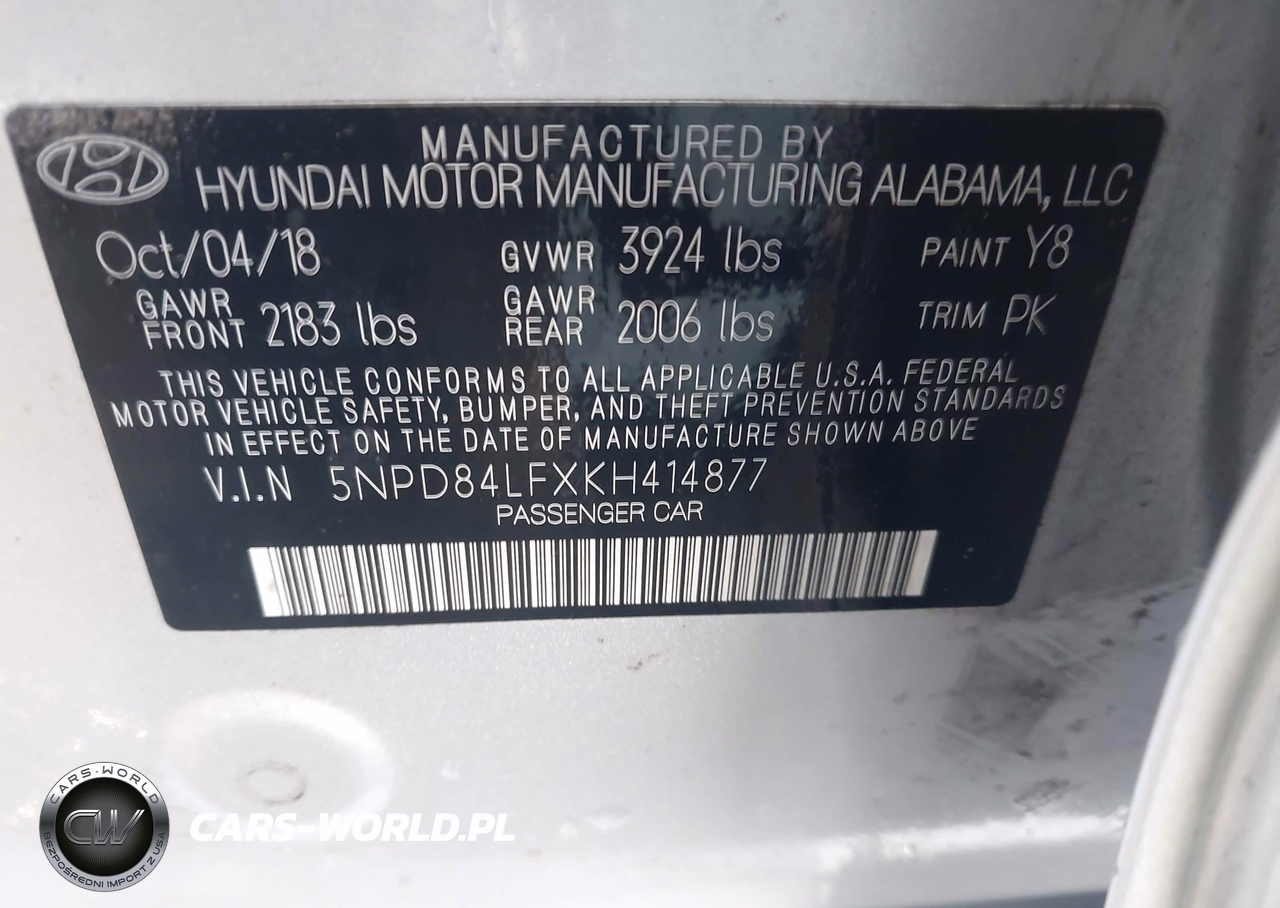 MANUFACTURED BY
HYUNDAI MOTOR MANUFACTURING ALABAMA, LLC
Oct/04/18 GVWR 3924 lbs PAINT Y8
GAWR FRONT 2183 lbs GAWR REAR 2006 lbs TRIM PK
THIS VEHICLE CONFORMS TO ALL APPLICABLE U.S.A. FEDERAL
MOTOR VEHICLE SAFETY, BUMPER, AND THEFT PREVENTION STANDARDS
IN EFFECT ON THE DATE OF MANUFACTURE SHOWN ABOVE
V.I.N 5NPD84LFXKH414877
PASSENGER CAR
CARS-WORLD
CW
BEZPOŚREDNI IMPORT Z USA
CARS-WORLD.PL